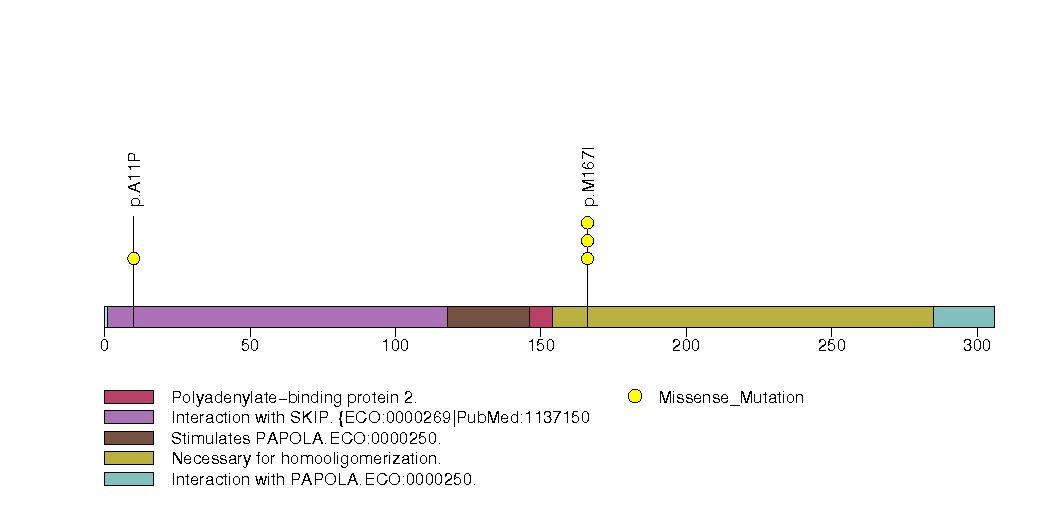 p.A11P
p.M167I
0 50 100 150 200 250 300
Polyadenylate-binding protein 2.
Interaction with SKIP. {ECO:0000269|PubMed:1137150
Stimulates PAPOLA.ECO:0000250.
Necessary for homooligomerization.
Interaction with PAPOLA.ECO:0000250.
Missense_Mutation